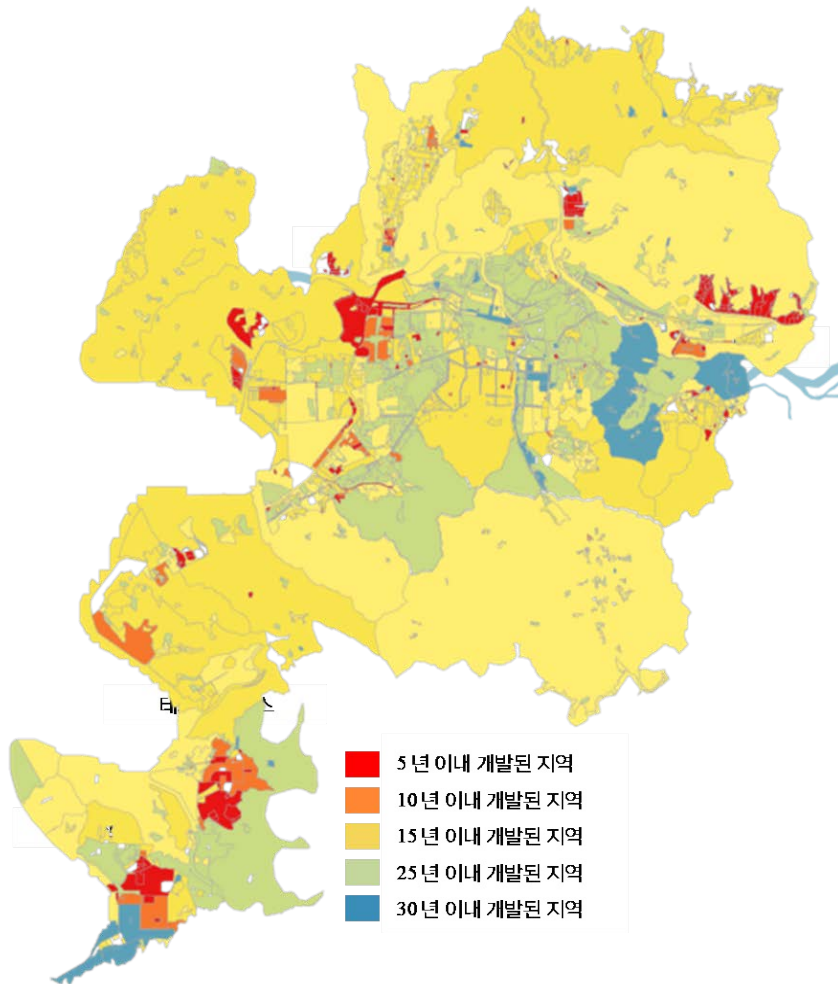 5년 이내 개발된 지역
10년 이내 개발된 지역
15년 이내 개발된 지역
25년 이내 개발된 지역
30년 이내 개발된 지역